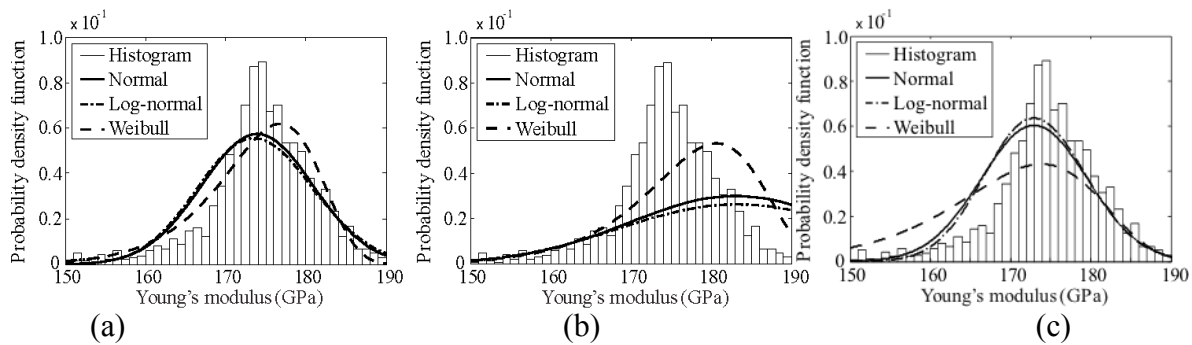 × 10⁻¹
1.0
0.8
0.6
0.4
0.2
0
Probability density function
Histogram
Normal
Log-normal
Weibull
150 160 170 180 190
Young's modulus (GPa)
(a)
× 10⁻¹
1.0
0.8
0.6
0.4
0.2
0
Probability density function
Histogram
Normal
Log-normal
Weibull
150 160 170 180 190
Young's modulus (GPa)
(b)
× 10⁻¹
1.0
0.8
0.6
0.4
0.2
0
Probability density function
Histogram
Normal
Log-normal
Weibull
150 160 170 180 190
Young's modulus (GPa)
(c)